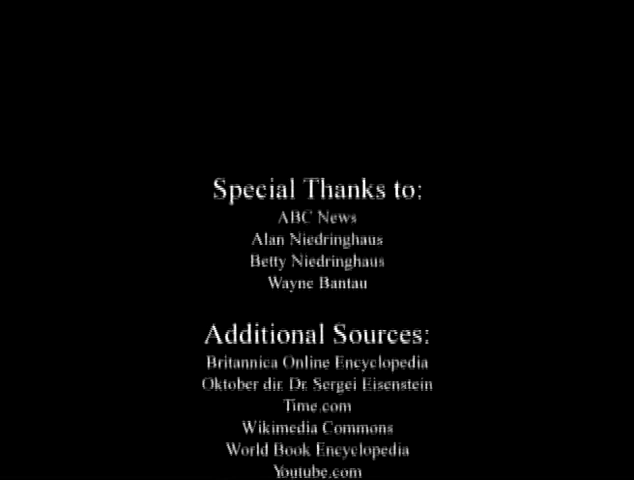 Special Thanks to:
ABC News
Alan Niedringhaus
Betty Niedringhaus
Wayne Bantau
Additional Sources:
Britannica Online Encyclopedia
Oktober dir. Dr. Sergei Eisenstein
Time.com
Wikimedia Commons
World Book Encyclopedia
Youtube.com